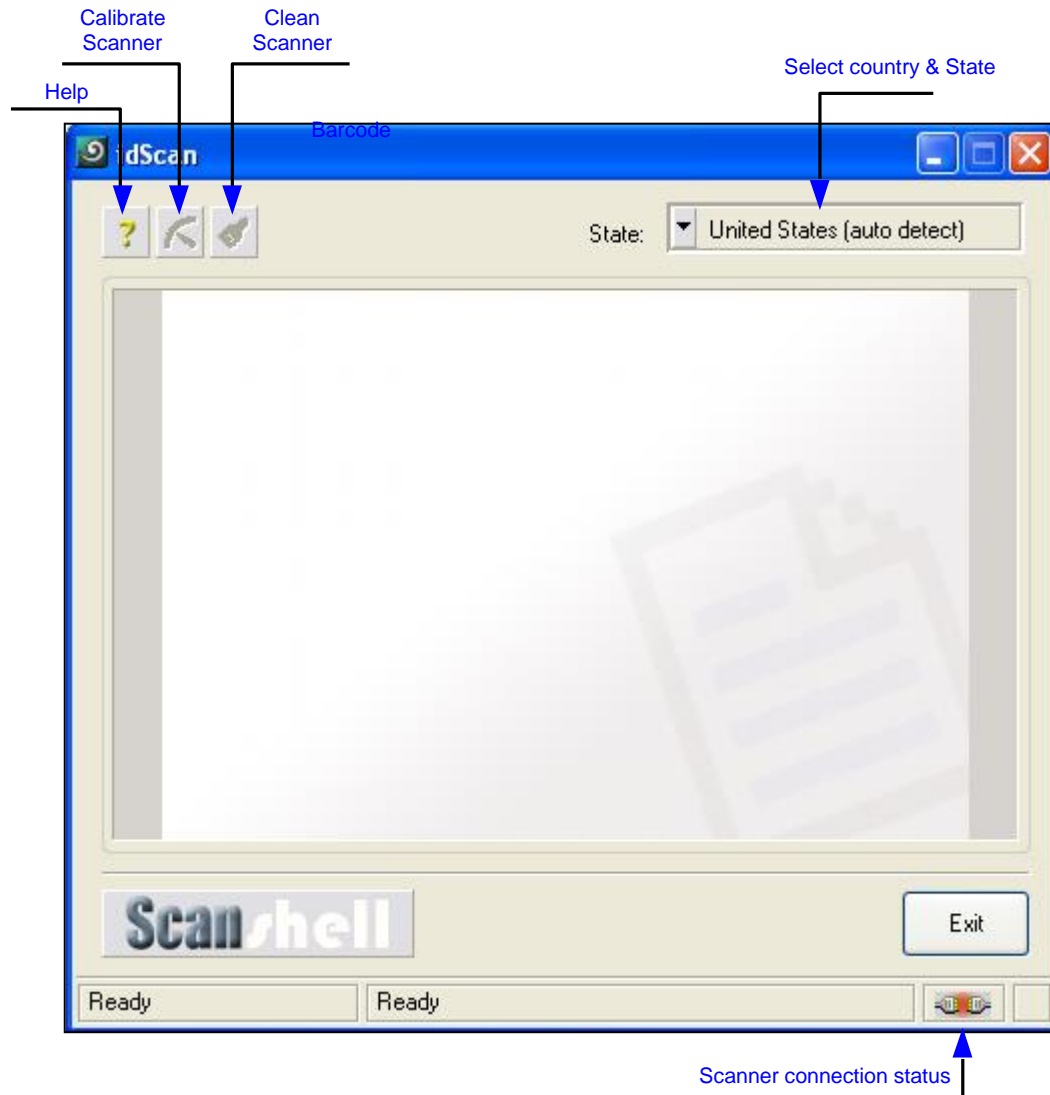 Calibrate
Scanner
Clean
Scanner
Select country & State
Help
Barcode
idScan
?
State:
United States (auto detect)
Scanshell
Exit
Ready
Ready
Scanner connection status